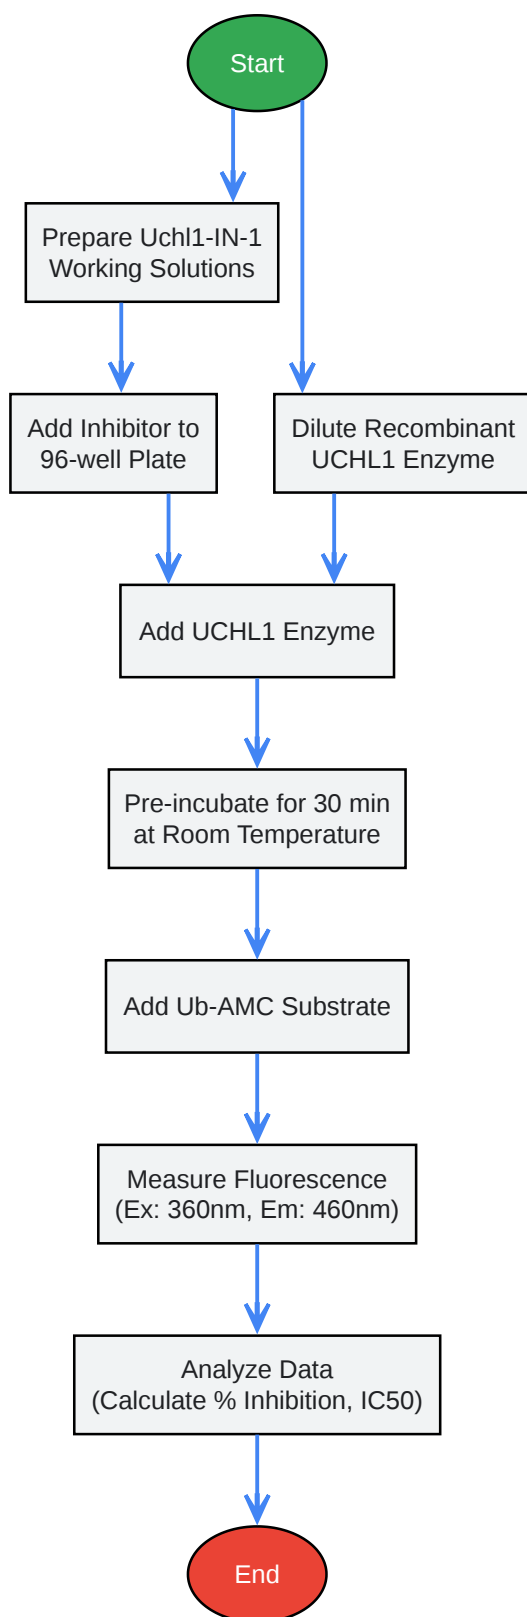 Start
Prepare Uchl1-IN-1
Working Solutions
Add Inhibitor to
96-well Plate
Dilute Recombinant
UCHL1 Enzyme
Add UCHL1 Enzyme
Pre-incubate for 30 min
at Room Temperature
Add Ub-AMC Substrate
Measure Fluorescence
(Ex: 360nm, Em: 460nm)
Analyze Data
(Calculate % Inhibition, IC50)
End